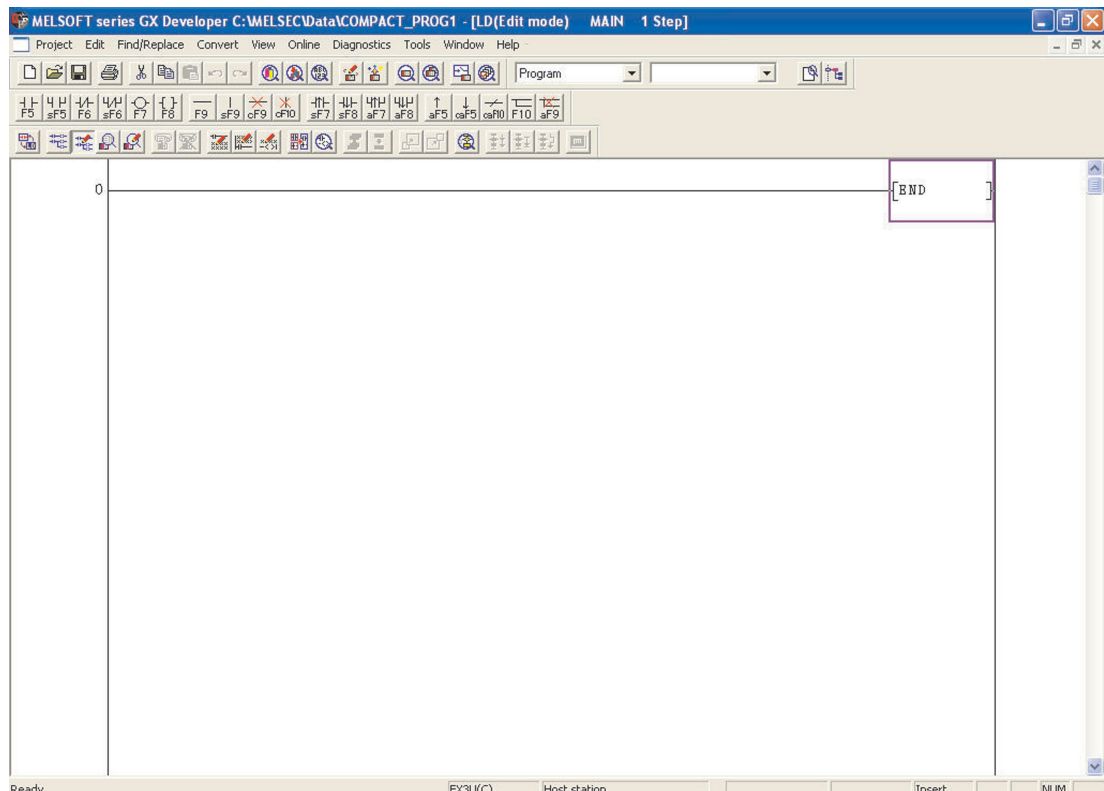 MELSOFT series GX Developer C:\MELSEC\Data\COMPACT_PROG1 - [LD(Edit mode) MAIN 1 Step]
Project Edit Find/Replace Convert View Online Diagnostics Tools Window Help
Program
F5 sF5 F6 sF6 F7 F8 F9 sF9 cF9 cF10 sF7 sF8 aF7 aF8 aF5 caF5 caF10 F10 aF9
0 [END ]
Ready FX3U(C) Host station Insert NUM